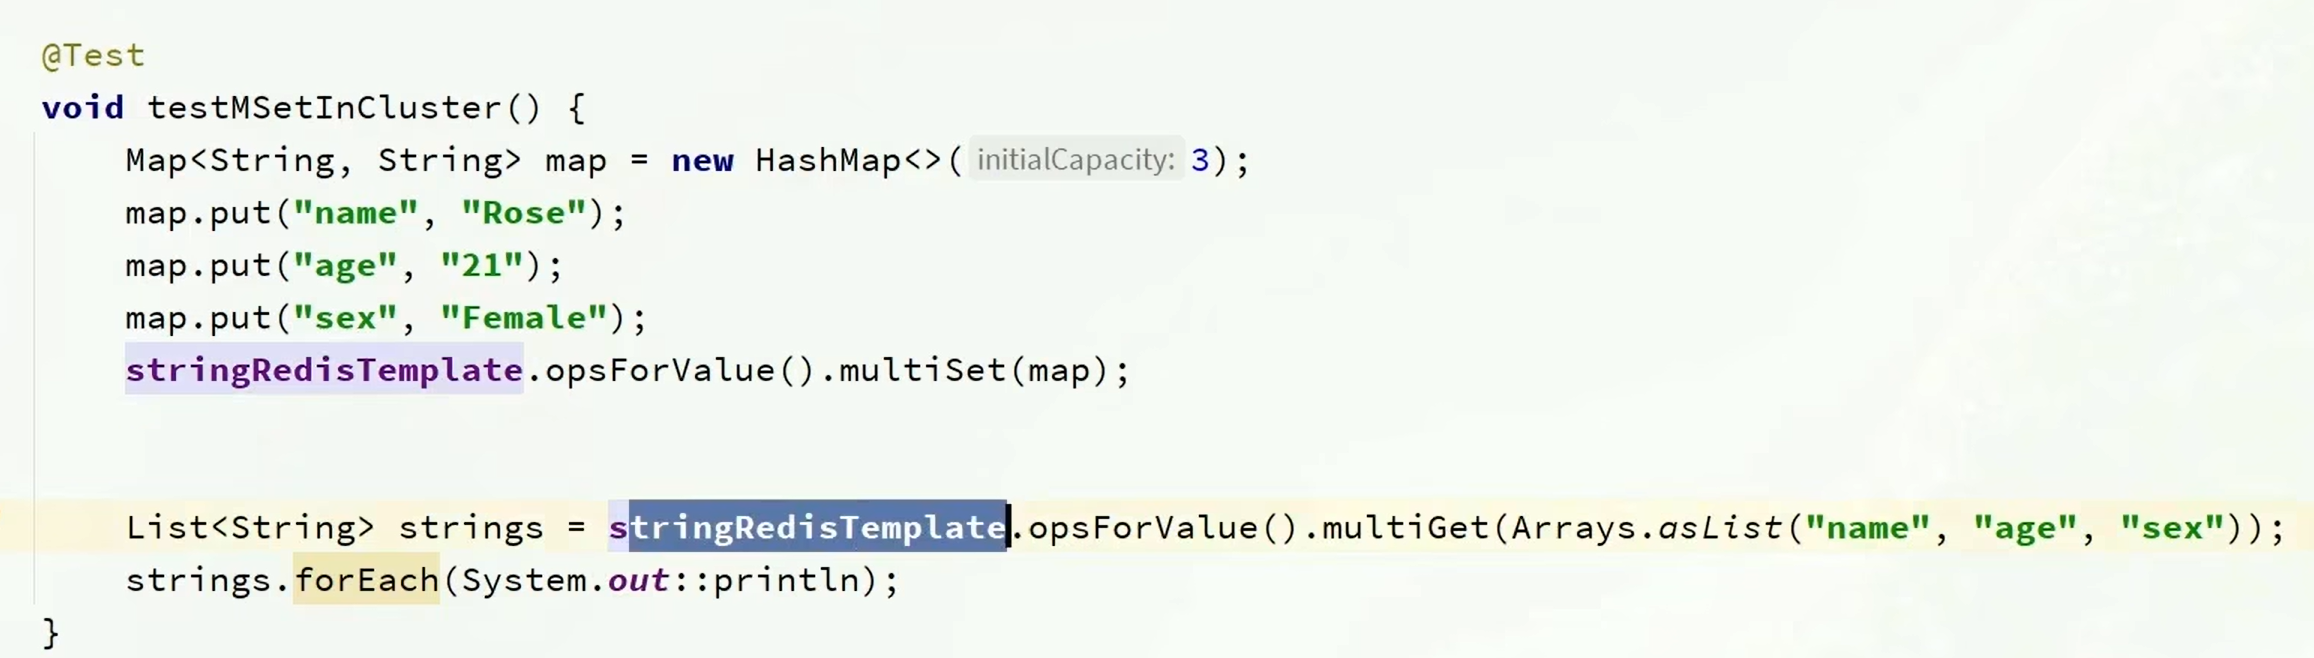 @Test
void testMSetInCluster() {
Map<String, String> map = new HashMap<>( initialCapacity: 3);
map.put("name", "Rose");
map.put("age", "21");
map.put("sex", "Female");
stringRedisTemplate.opsForValue().multiSet(map);
List<String> strings = stringRedisTemplate.opsForValue().multiGet(Arrays.asList("name", "age", "sex"));
strings.forEach(System.out::println);
}